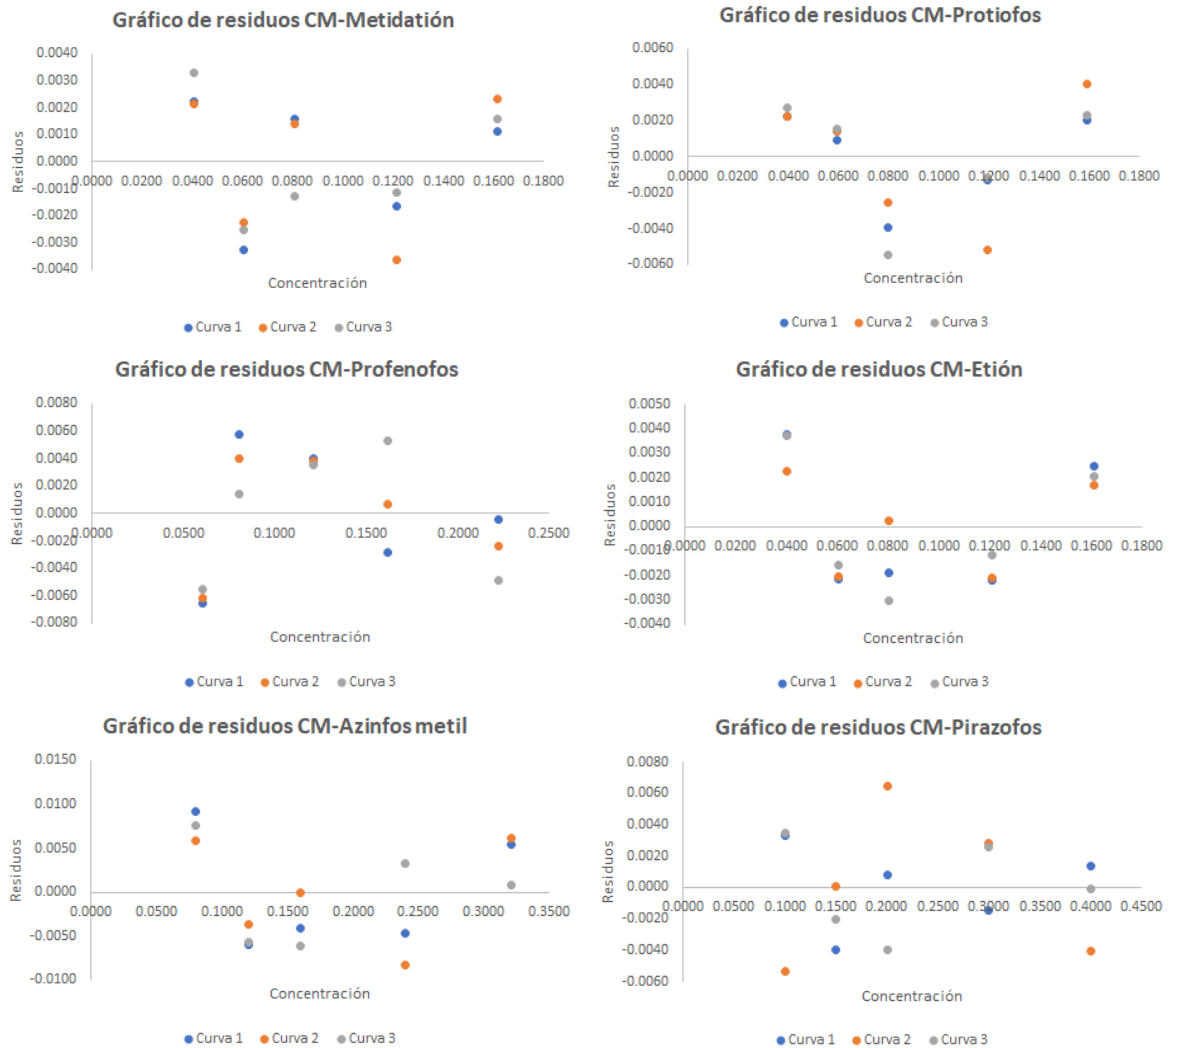 Gráfico de residuos CM-Metidatión
0.0040
0.0030
0.0020
0.0010
0.0000
-0.0010
-0.0020
-0.0030
-0.0040
Residuos
0.0000 0.0200 0.0400 0.0600 0.0800 0.1000 0.1200 0.1400 0.1600 0.1800
Concentración
Curva 1 Curva 2 Curva 3
Gráfico de residuos CM-Protiofos
0.0060
0.0040
0.0020
0.0000
-0.0020
-0.0040
-0.0060
Residuos
0.0000 0.0200 0.0400 0.0600 0.0800 0.1000 0.1200 0.1400 0.1600 0.1800
Concentración
Curva 1 Curva 2 Curva 3
Gráfico de residuos CM-Profenofos
0.0080
0.0060
0.0040
0.0020
0.0000
-0.0020
-0.0040
-0.0060
-0.0080
Residuos
0.0000 0.0500 0.1000 0.1500 0.2000 0.2500
Concentración
Curva 1 Curva 2 Curva 3
Gráfico de residuos CM-Etión
0.0050
0.0040
0.0030
0.0020
0.0010
0.0000
-0.0010
-0.0020
-0.0030
-0.0040
Residuos
0.0000 0.0200 0.0400 0.0600 0.0800 0.1000 0.1200 0.1400 0.1600 0.1800
Concentración
Curva 1 Curva 2 Curva 3
Gráfico de residuos CM-Azinfos metil
0.0150
0.0100
0.0050
0.0000
-0.0050
-0.0100
Residuos
0.0000 0.0500 0.1000 0.1500 0.2000 0.2500 0.3000 0.3500
Concentración
Curva 1 Curva 2 Curva 3
Gráfico de residuos CM-Pirazofos
0.0080
0.0060
0.0040
0.0020
0.0000
-0.0020
-0.0040
-0.0060
Residuos
0.0000 0.0500 0.1000 0.1500 0.2000 0.2500 0.3000 0.3500 0.4000 0.4500
Concentración
Curva 1 Curva 2 Curva 3